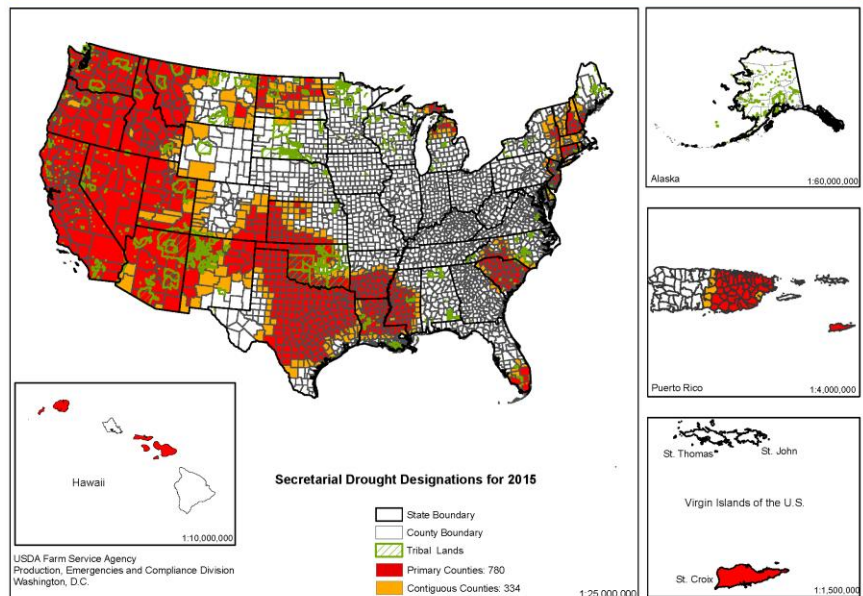 Secretarial Drought Designations for 2015
State Boundary
County Boundary
Tribal Lands
Primary Counties: 780
Contiguous Counties: 334
1:25,000,000
Hawaii
1:10,000,000
USDA Farm Service Agency
Production, Emergencies and Compliance Division
Washington, D.C.
Alaska
1:60,000,000
Puerto Rico
1:4,000,000
St. Thomas
St. John
Virgin Islands of the U.S.
St. Croix
1:1,500,000